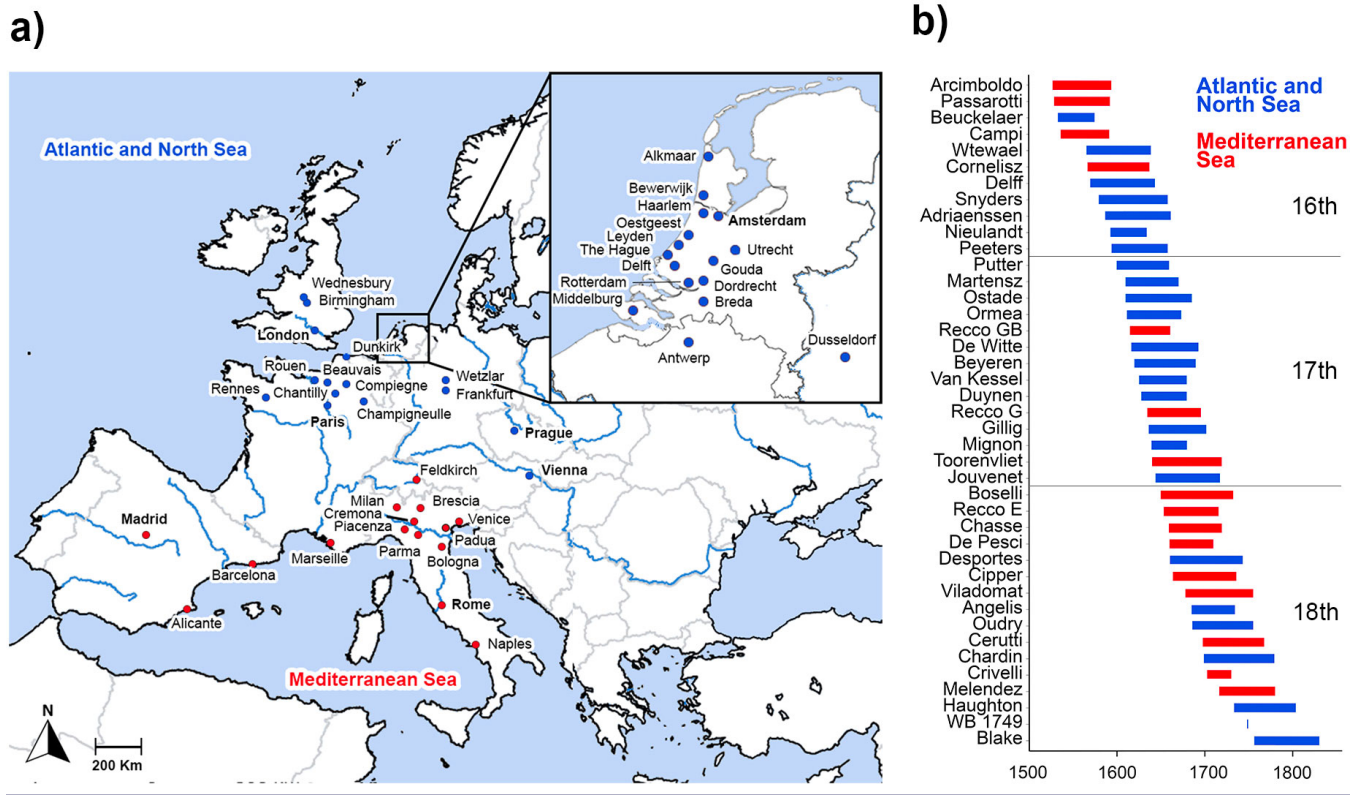 a)
Atlantic and North Sea
Wednesbury
Birmingham
London
Dunkirk
Rouen
Beauvais
Rennes
Chantilly
Compiegne
Paris
Champigneulle
Wetzlar
Frankfurt
Prague
Vienna
Feldkirch
Milan
Brescia
Cremona
Venice
Piacenza
Padua
Parma
Bologna
Marseille
Madrid
Barcelona
Alicante
Rome
Naples
Mediterranean Sea
N
200 Km
Alkmaar
Bewerwijk
Haarlem
Amsterdam
Oestgeest
Leyden
The Hague
Utrecht
Delft
Gouda
Rotterdam
Dordrecht
Middelburg
Breda
Antwerp
Dusseldorf
b)
Atlantic and
North Sea
Mediterranean
Sea
Arcimboldo
Passarotti
Beuckelaer
Campi
Wtewael
Cornelisz
Delff
Snyders
Adriaenssen
Nieulandt
Peeters
16th
Putter
Martensz
Ostade
Ormea
Recco GB
De Witte
Beyeren
Van Kessel
Duynen
Recco G
Gillig
Mignon
Toorenvliet
Jouvenet
17th
Boselli
Recco E
Chasse
De Pesci
Desportes
Cipper
Viladomat
Angelis
Oudry
Cerutti
Chardin
Crivelli
Melendez
Haughton
WB 1749
Blake
18th
1500 1600 1700 1800